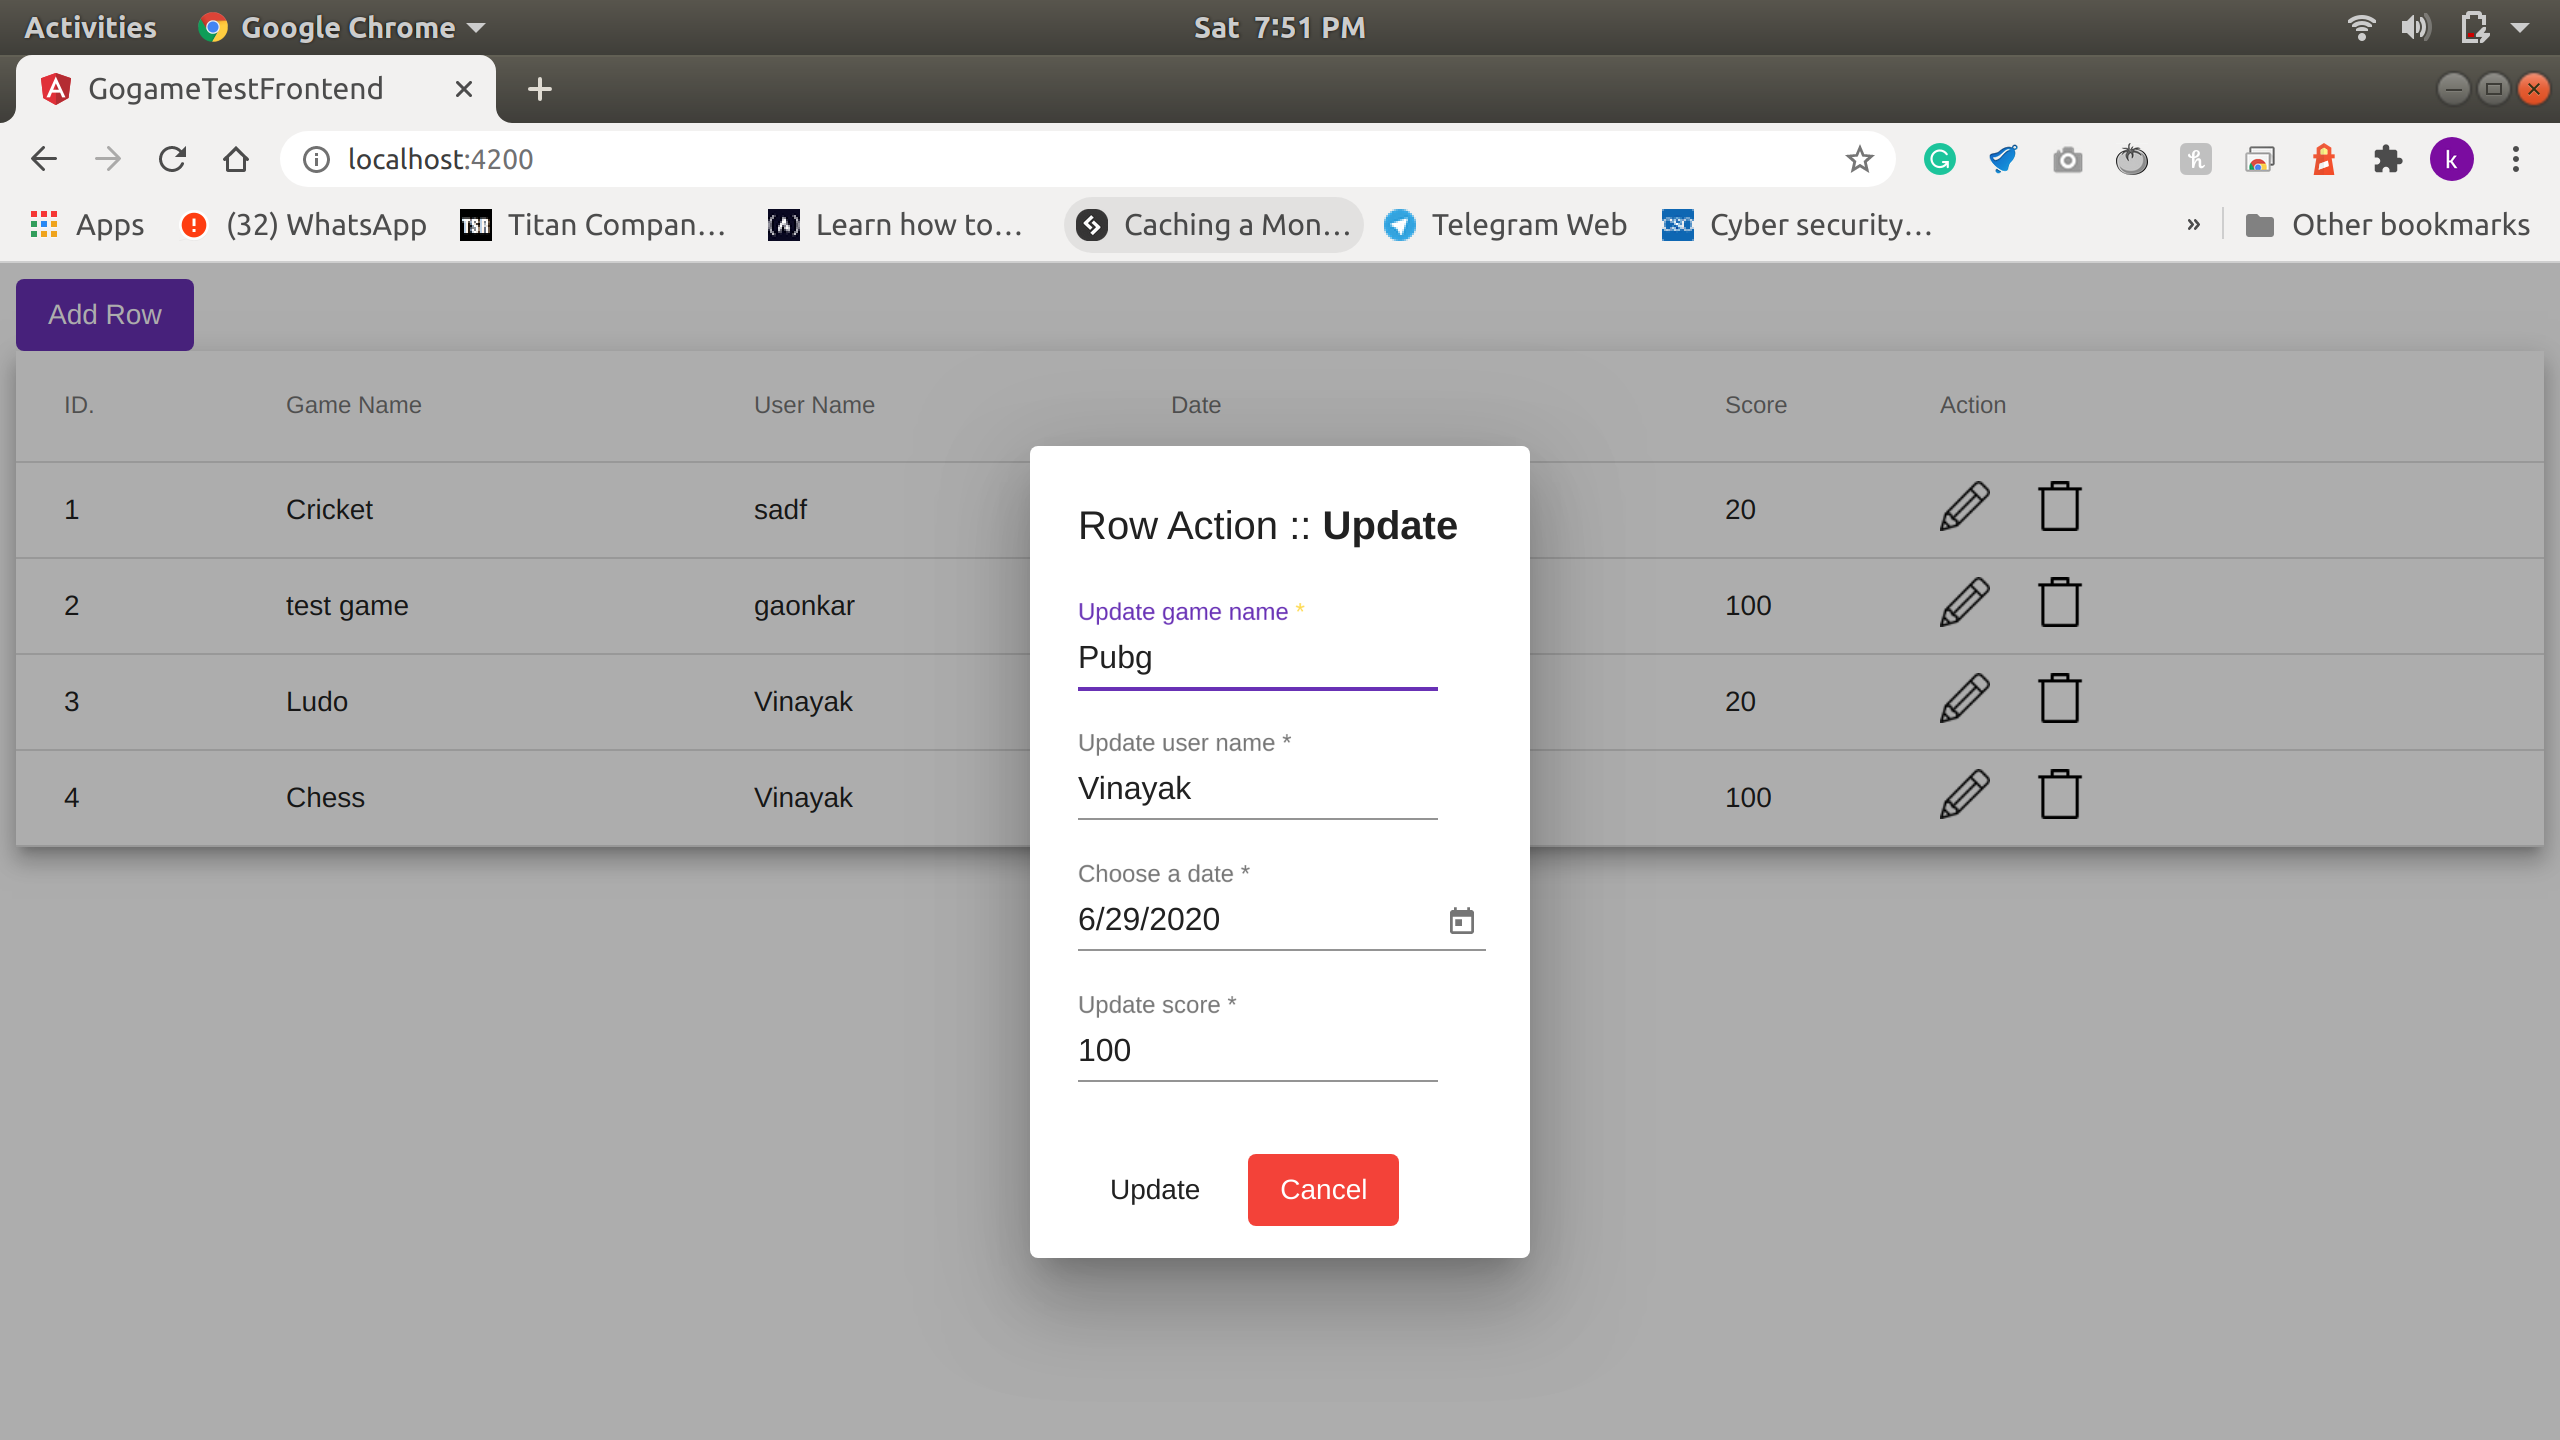 Activities Google Chrome Sat 7:51 PM
GogameTestFrontend
localhost:4200 k
Apps (32) WhatsApp TSR Titan Compan... Learn how to... Caching a Mon... Telegram Web CSO Cyber security... » Other bookmarks
Add Row
ID. Game Name User Name Date Score Action
1 Cricket sadf 20
2 test game gaonkar 100
3 Ludo Vinayak 20
4 Chess Vinayak 100
Row Action :: Update
Update game name *
Pubg
Update user name *
Vinayak
Choose a date *
6/29/2020
Update score *
100
Update Cancel